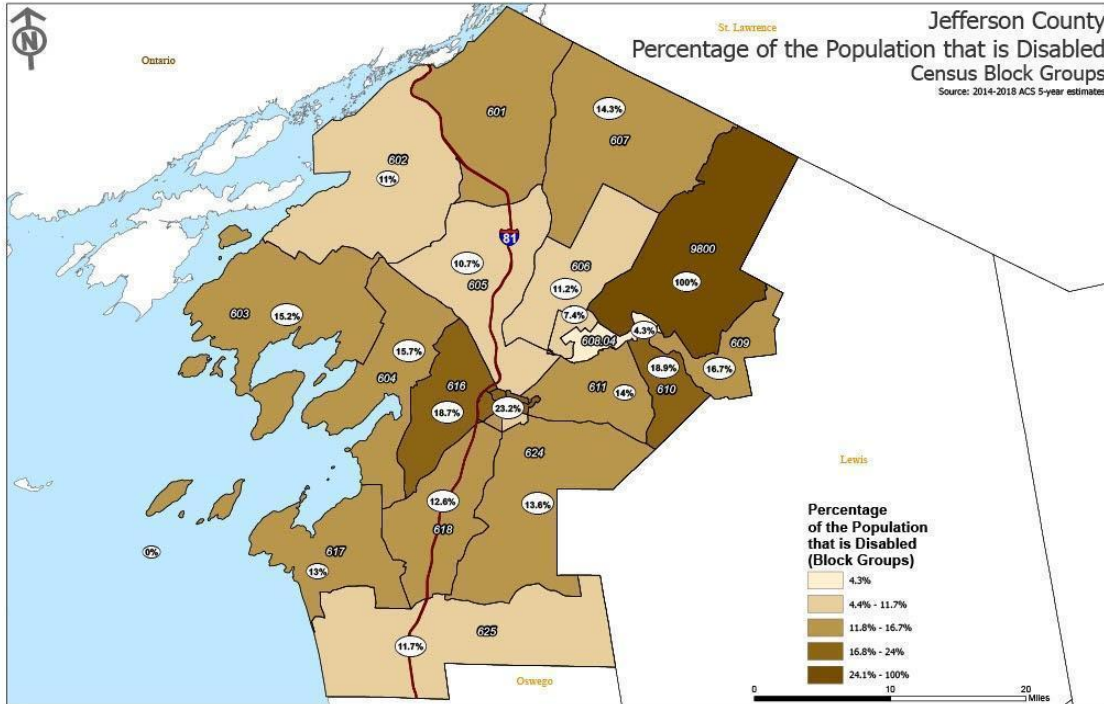 Jefferson County
Percentage of the Population that is Disabled
Census Block Groups
Source: 2014-2018 ACS 5-year estimates
N
St. Lawrence
Ontario
601
14.3%
607
602
11%
81
9800
100%
10.7%
605
606
11.2%
7.4%
608.04
4.3%
609
16.7%
603
15.2%
15.7%
604
616
18.7%
23.2%
611
14%
18.9%
610
624
13.6%
12.6%
618
Lewis
0%
617
13%
625
11.7%
Oswego
Percentage
of the Population
that is Disabled
(Block Groups)
4.3%
4.4% - 11.7%
11.8% - 16.7%
16.8% - 24%
24.1% - 100%
0 10 20
Miles